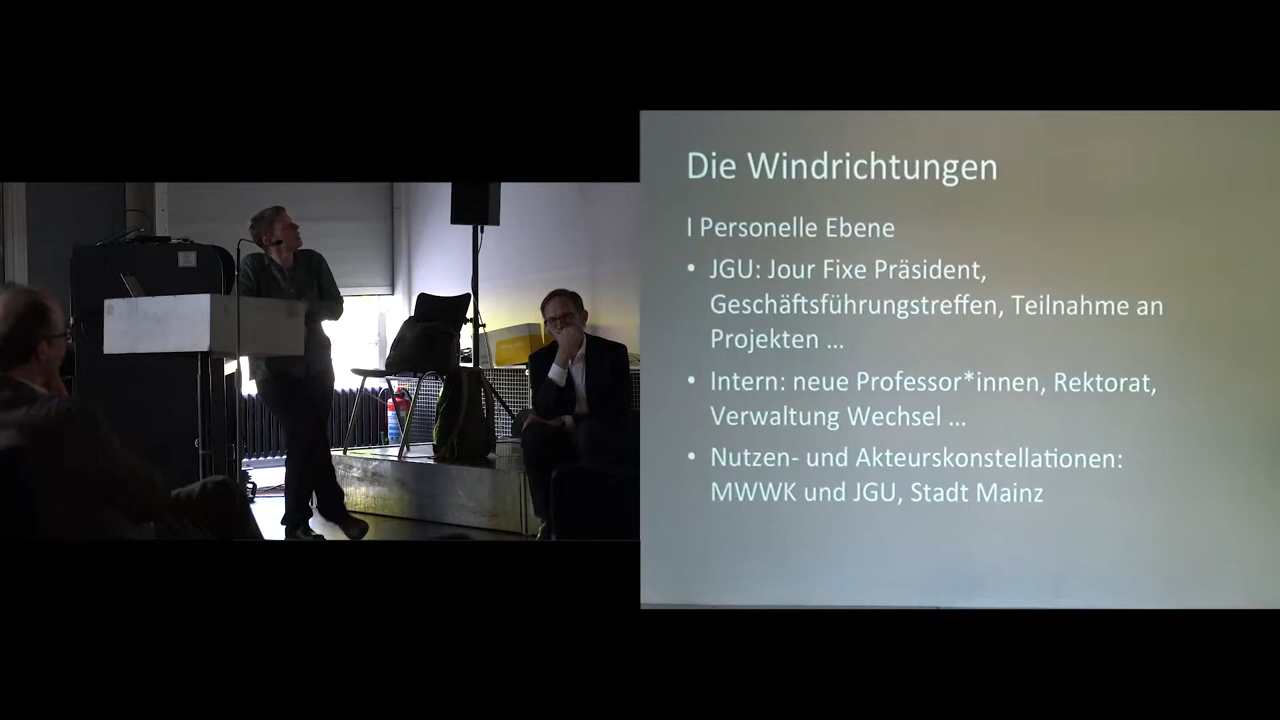 Die Windrichtungen
I Personelle Ebene
• JGU: Jour Fixe Präsident,
Geschäftsführungstreffen, Teilnahme an
Projekten ...
• Intern: neue Professor*innen, Rektorat,
Verwaltung Wechsel ...
• Nutzen- und Akteurskonstellationen:
MWWK und JGU, Stadt Mainz